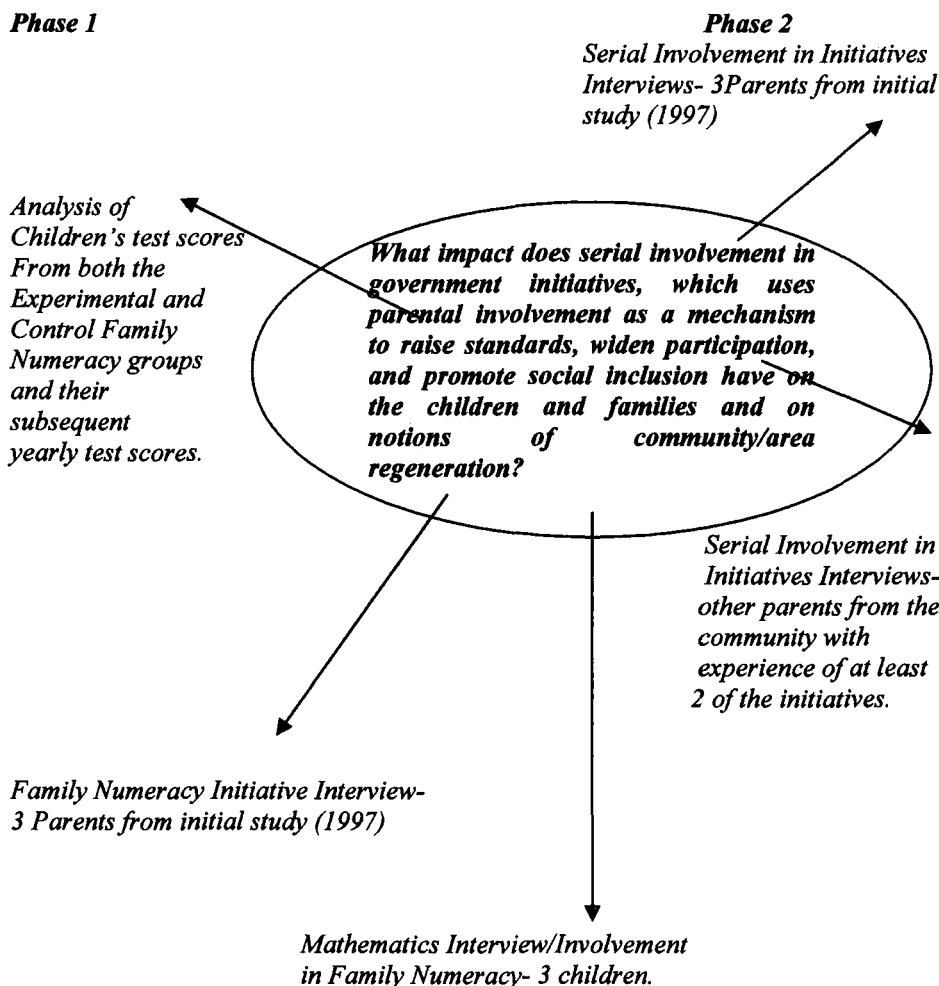 Phase 1
Phase 2
Serial Involvement in Initiatives
Interviews- 3Parents from initial
study (1997)
Analysis of
Children's test scores
From both the
Experimental and
Control Family
Numeracy groups
and their
subsequent
yearly test scores.
What impact does serial involvement in
government initiatives, which uses
parental involvement as a mechanism
to raise standards, widen participation,
and promote social inclusion have on
the children and families and on
notions of community/area
regeneration?
Serial Involvement in
Initiatives Interviews-
other parents from the
community with
experience of at least
2 of the initiatives.
Family Numeracy Initiative Interview-
3 Parents from initial study (1997)
Mathematics Interview/Involvement
in Family Numeracy- 3 children.